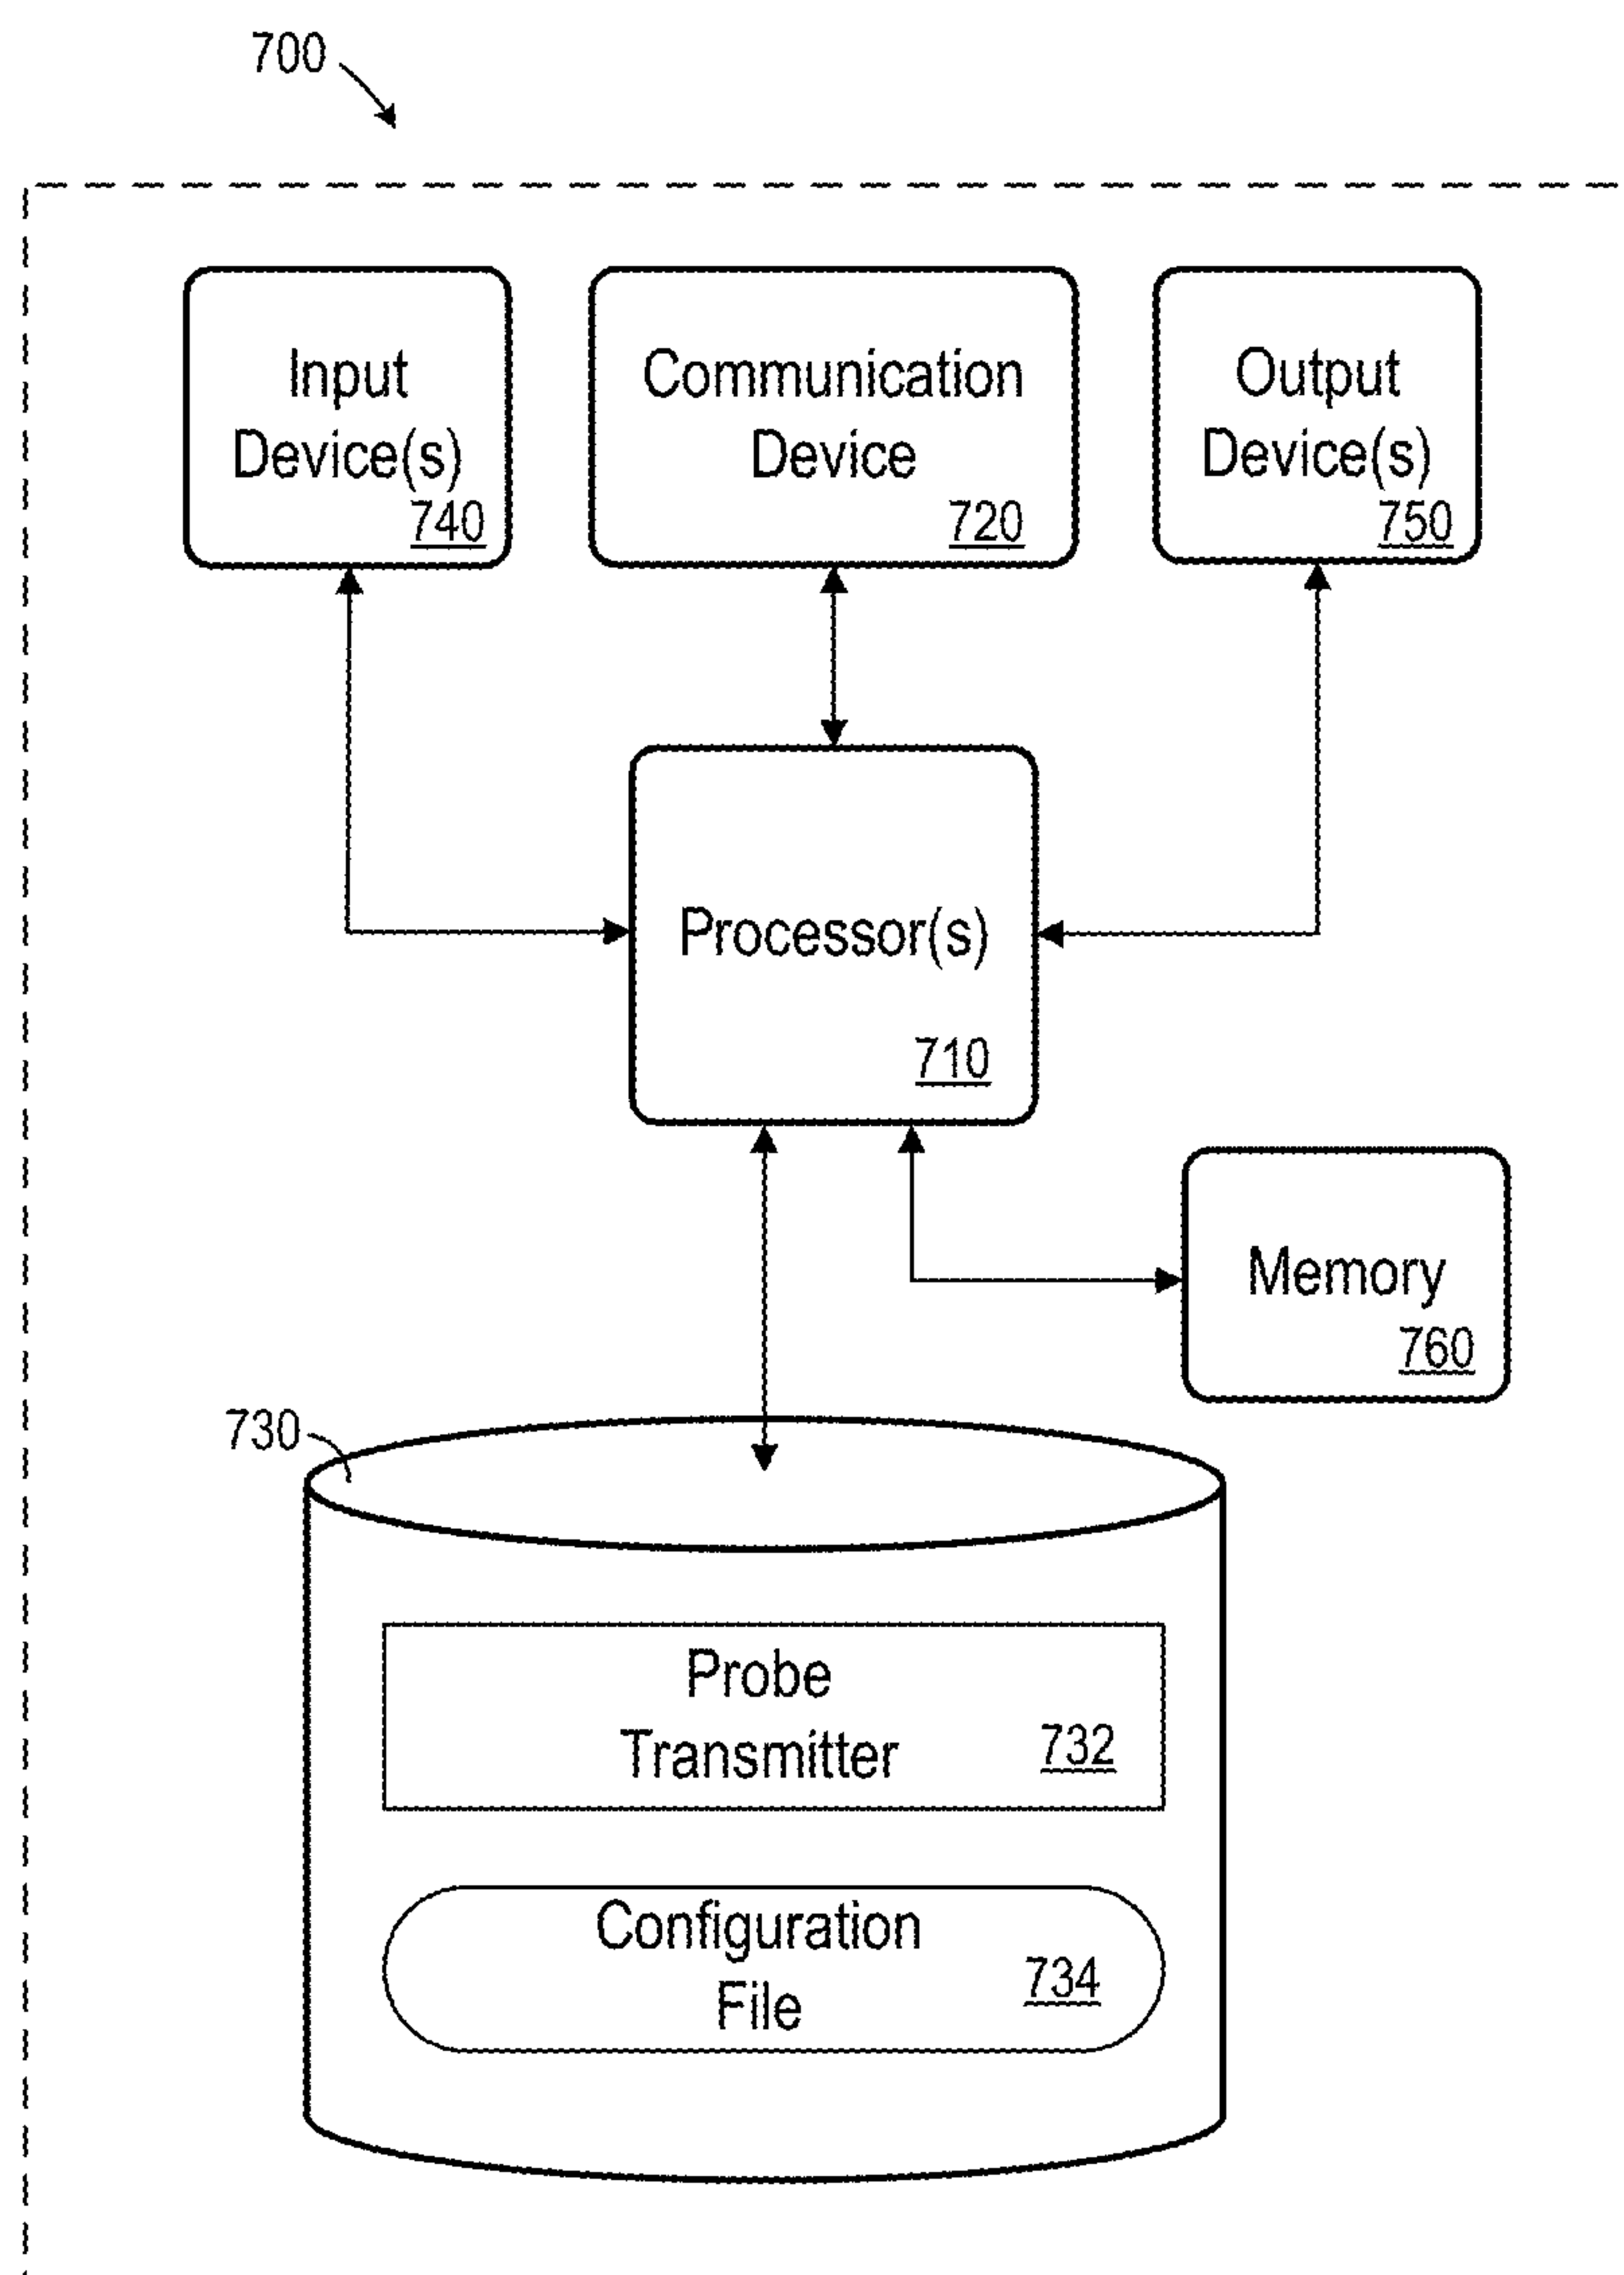 700
Input
Device(s)
740
Communication
Device
720
Output
Device(s)
750
Processor(s)
710
Memory
760
730
Probe
Transmitter
732
Configuration
File
734